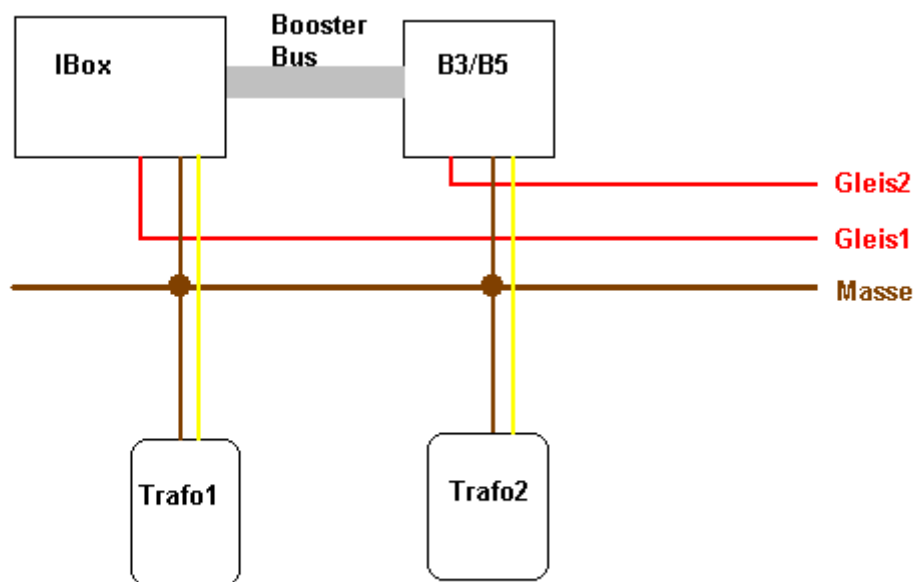 Booster
Bus
IBox
B3/B5
Gleis2
Gleis1
Masse
Trafo1
Trafo2